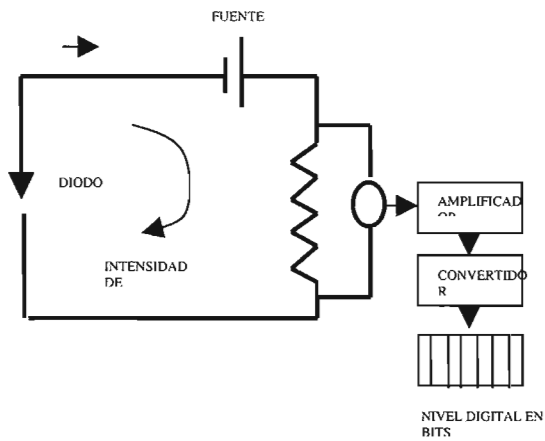 FUENTE
DIODO
INTENSIDAD
DE
AMPLIFICAD
CONVERTIDO
R
NIVEL DIGITAL EN
BITS